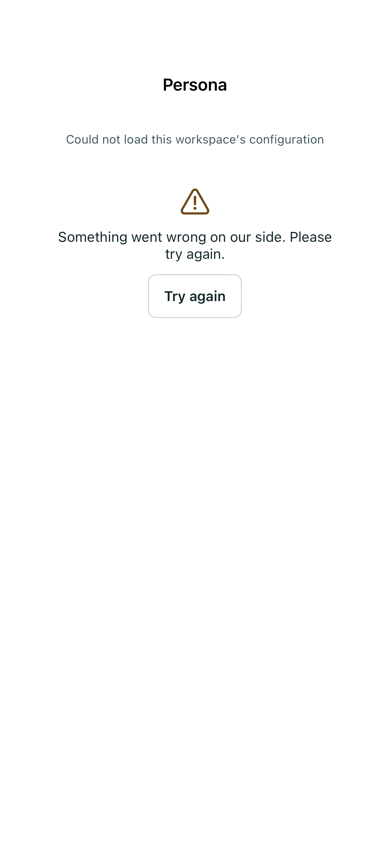 Persona
Could not load this workspace's configuration
Something went wrong on our side. Please
try again.
Try again